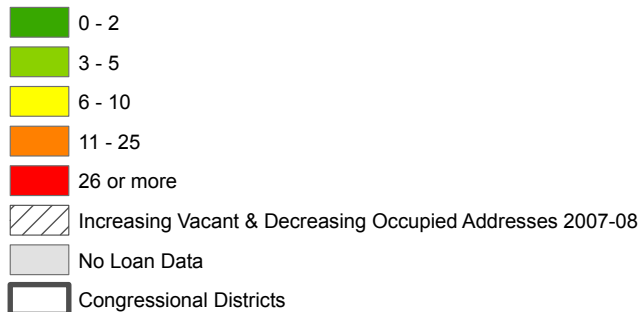 0 - 2
3 - 5
6 - 10
11 - 25
26 or more
Increasing Vacant & Decreasing Occupied Addresses 2007-08
No Loan Data
Congressional Districts